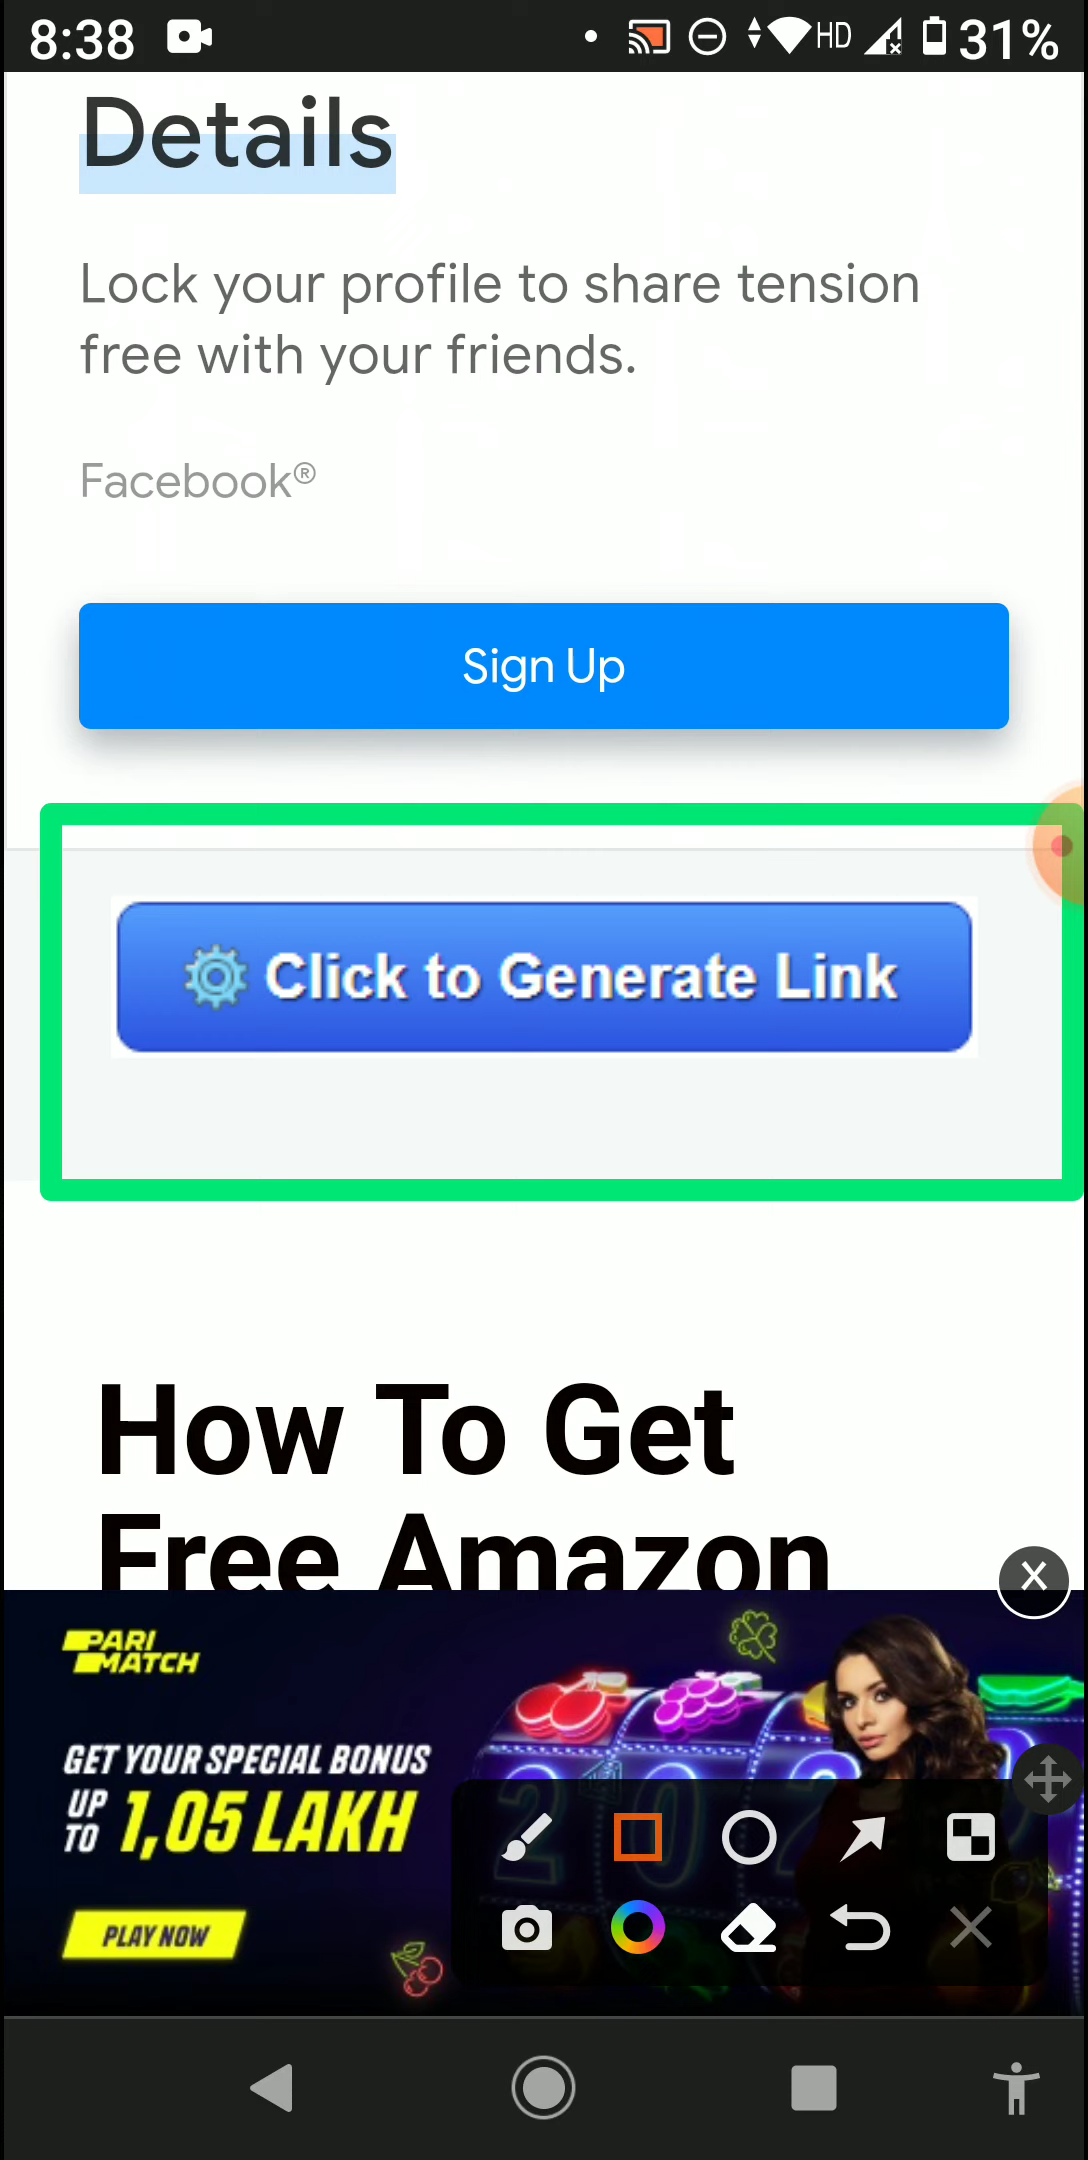 8:38
HD
31%
Details
Lock your profile to share tension
free with your friends.
Facebook®
Sign Up
Click to Generate Link
How To Get
Free Amazon
PARI
MATCH
GET YOUR SPECIAL BONUS
UP
TO
1,05 LAKH
PLAY NOW